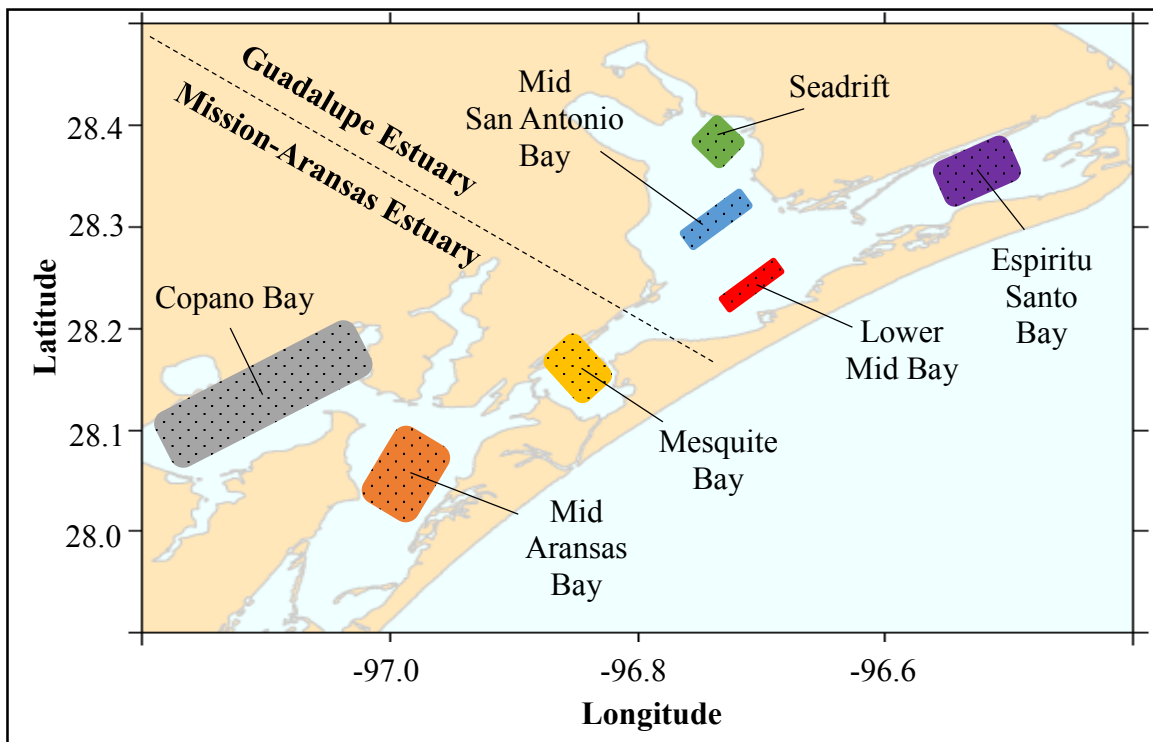 Guadalupe Estuary
Mission-Aransas Estuary
Mid
San Antonio
Bay
Seadrift
Espiritu
Santo
Bay
Lower
Mid Bay
Copano Bay
Mesquite
Bay
Mid
Aransas
Bay
Latitude
28.4
28.3
28.2
28.1
28.0
-97.0
-96.8
-96.6
Longitude